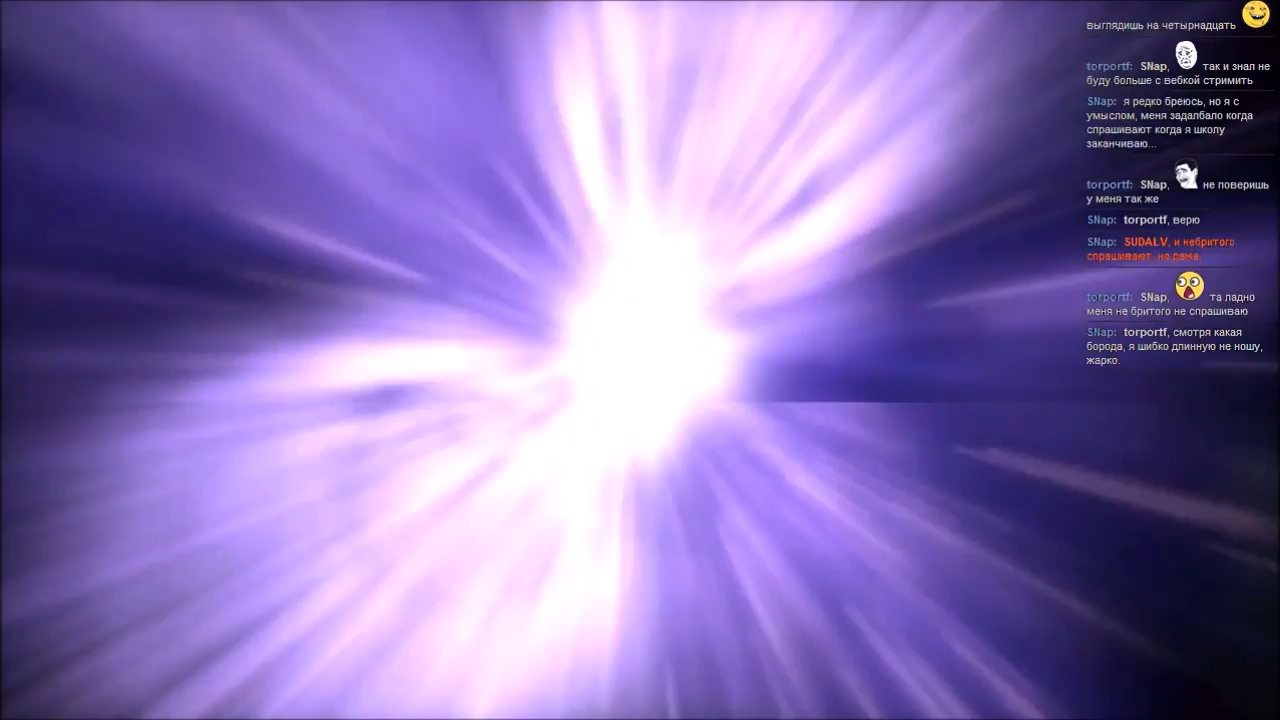 выглядишь на четырнадцать
torportf: SNap, так и знал не
буду больше с вебкой стримить
SNap: я редко бреюсь, но я с
умыслом, меня задалбало когда
спрашивают когда я школу
заканчиваю...
torportf: SNap, не поверишь
у меня так же
SNap: torportf, верю
SNap: SUDALV, и небритого
спрашивают, но реже.
torportf: SNap, та ладно
меня не бритого не спрашиваю
SNap: torportf, смотря какая
борода, я шибко длинную не ношу,
жарко.